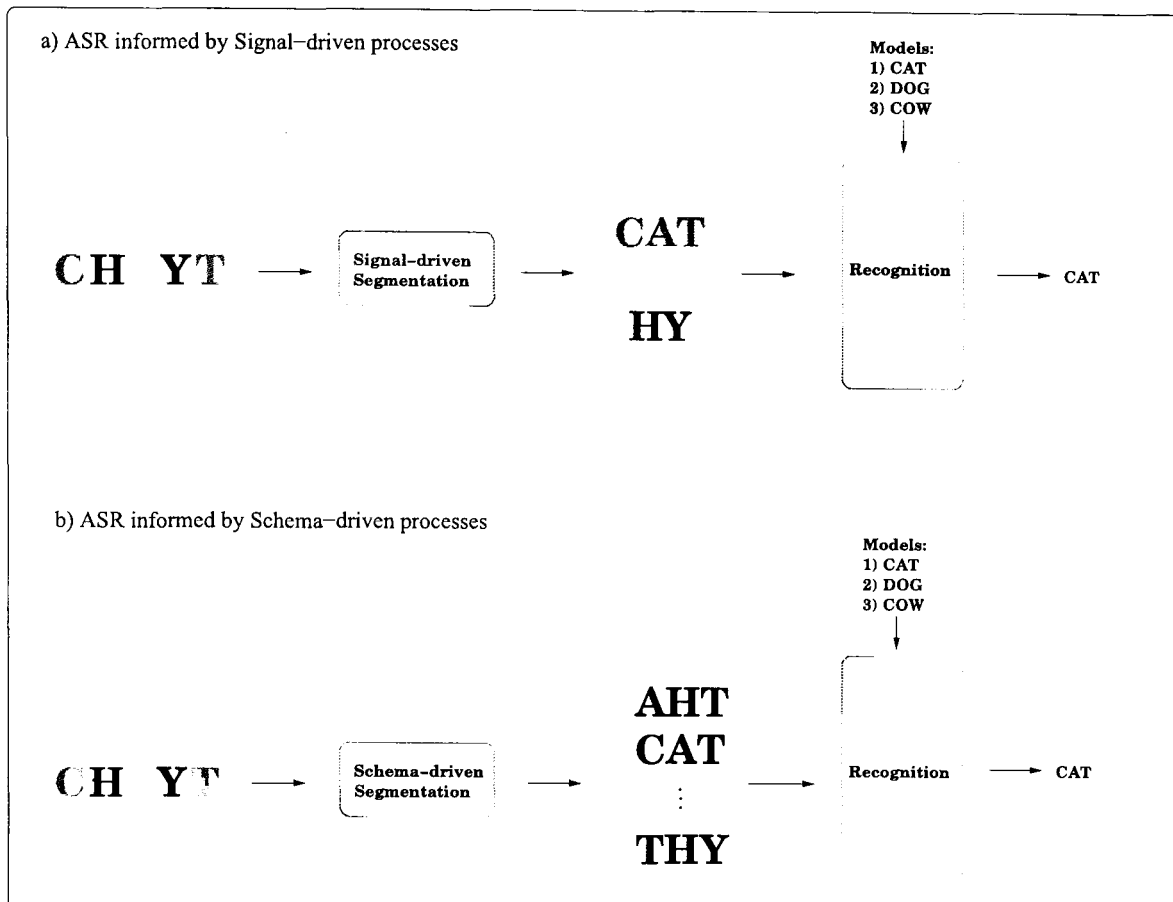 a) ASR informed by Signal−driven processes
Models:
1) CAT
2) DOG
3) COW
CH YT
Signal-driven
Segmentation
CAT
HY
Recognition
CAT
b) ASR informed by Schema−driven processes
Models:
1) CAT
2) DOG
3) COW
CH YT
Schema-driven
Segmentation
AHT
CAT
⋮
THY
Recognition
CAT